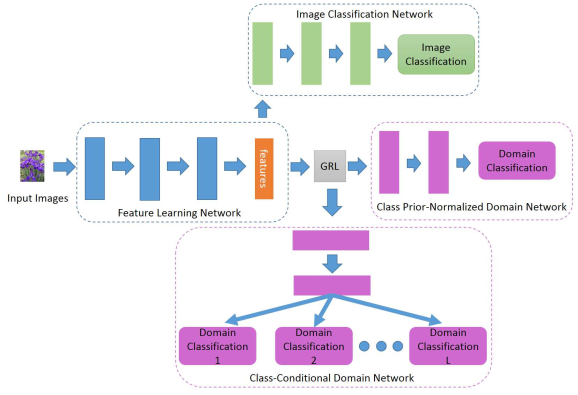 Image Classification Network
Image
Classification
features
GRL
Domain
Classification
Input Images
Feature Learning Network
Class Prior-Normalized Domain Network
Domain
Classification
1
Domain
Classification
2
Domain
Classification
L
Class-Conditional Domain Network